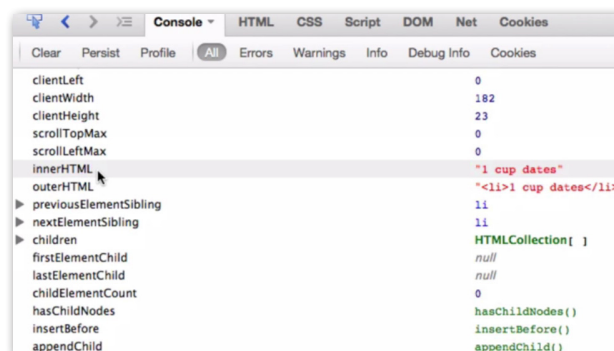 Console HTML CSS Script DOM Net Cookies
Clear Persist Profile All Errors Warnings Info Debug Info Cookies
clientLeft 0
clientWidth 182
clientHeight 23
scrollTopMax 0
scrollLeftMax 0
innerHTML "1 cup dates"
outerHTML "<li>1 cup dates</li>
previousElementSibling li
nextElementSibling li
children HTMLCollection[ ]
firstElementChild null
lastElementChild null
childElementCount 0
hasChildNodes hasChildNodes()
insertBefore insertBefore()
appendChild appendChild()